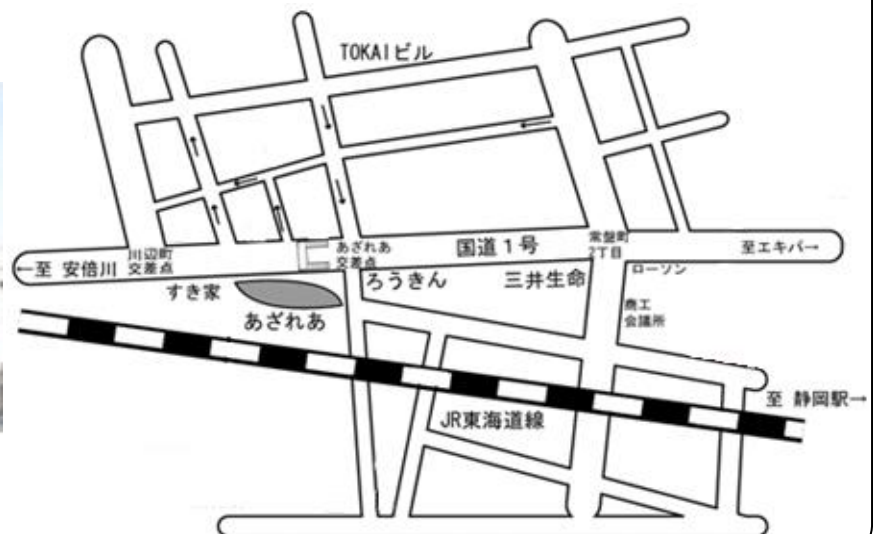 TOKAIビル
川辺町
交差点
あざれあ
交差点
国道１号
常盤町
2丁目
至エキパ→
←至 安倍川
すき家
ろうきん
三井生命
ローソン
あざれあ
商工
会議所
JR東海道線
至 静岡駅→